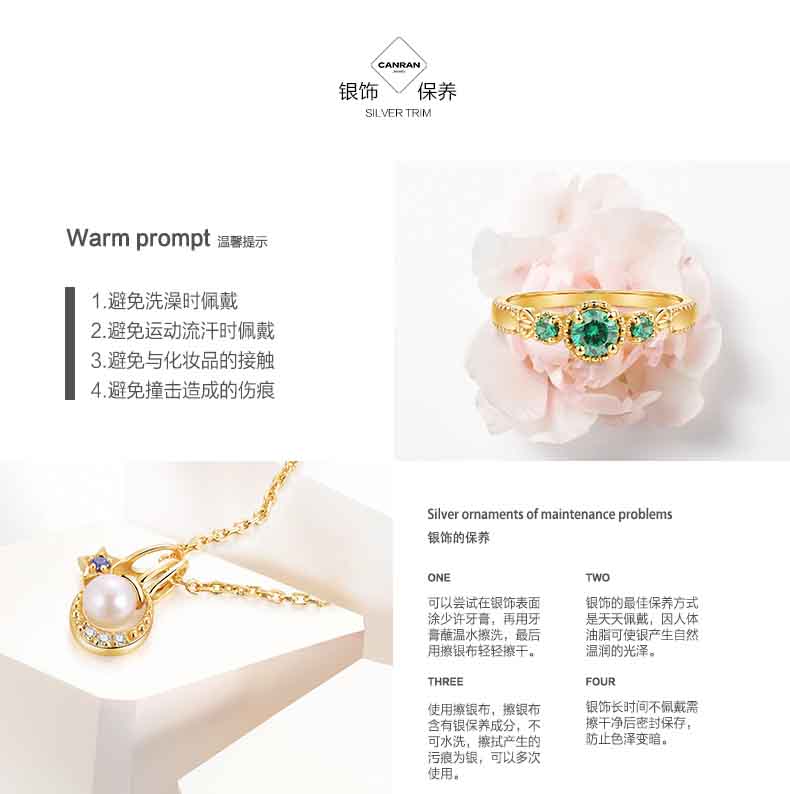 CANRAN
JEWELRY
银饰 保养
SILVER TRIM
Warm prompt 温馨提示
1.避免洗澡时佩戴
2.避免运动流汗时佩戴
3.避免与化妆品的接触
4.避免撞击造成的伤痕
Silver ornaments of maintenance problems
银饰的保养
ONE
可以尝试在银饰表面
涂少许牙膏，再用牙
膏蘸温水擦洗，最后
用擦银布轻轻擦干。
TWO
银饰的最佳保养方式
是天天佩戴，因人体
油脂可使银产生自然
温润的光泽。
THREE
使用擦银布，擦银布
含有银保养成分，不
可水洗，擦拭产生的
污痕为银，可以多次
使用。
FOUR
银饰长时间不佩戴需
擦干净后密封保存，
防止色泽变暗。